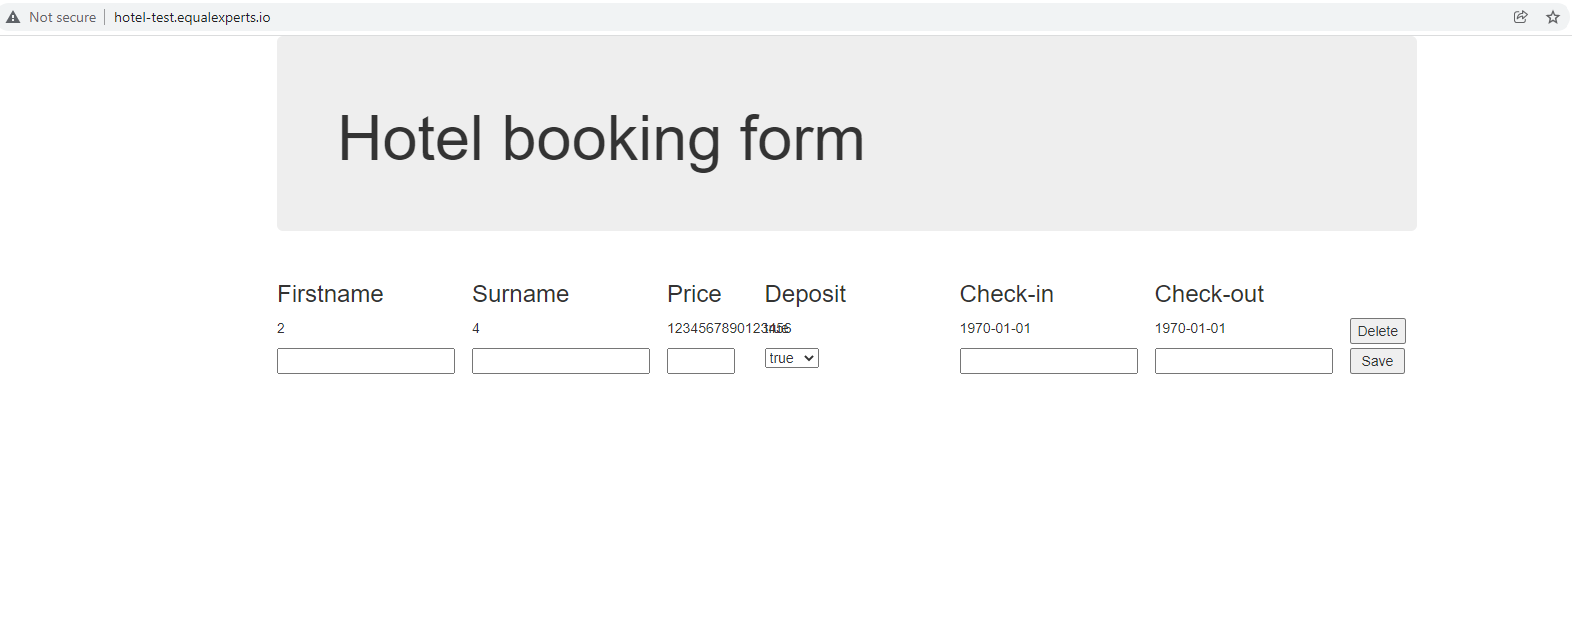 Not secure hotel-test.equalexperts.io
Hotel booking form
Firstname Surname Price Deposit Check-in Check-out
2 4 1234567890123456 true 1970-01-01 1970-01-01 Delete
true Save